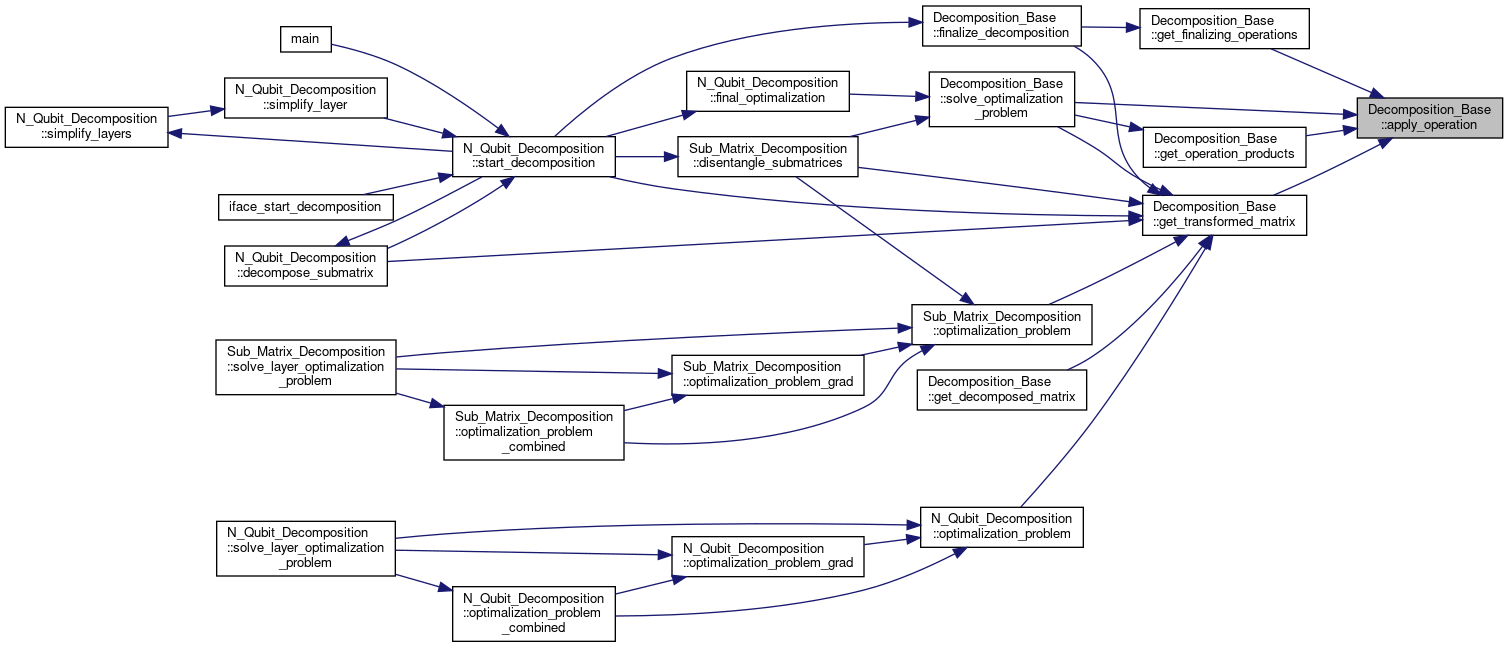 main
N_Qubit_Decomposition
::simplify_layer
N_Qubit_Decomposition
::simplify_layers
N_Qubit_Decomposition
::start_decomposition
iface_start_decomposition
N_Qubit_Decomposition
::decompose_submatrix
N_Qubit_Decomposition
::final_optimalization
Sub_Matrix_Decomposition
::disentangle_submatrices
Decomposition_Base
::finalize_decomposition
Decomposition_Base
::solve_optimalization
_problem
Decomposition_Base
::get_finalizing_operations
Decomposition_Base
::get_operation_products
Decomposition_Base
::apply_operation
Decomposition_Base
::get_transformed_matrix
Sub_Matrix_Decomposition
::optimalization_problem
Sub_Matrix_Decomposition
::solve_layer_optimalization
_problem
Sub_Matrix_Decomposition
::optimalization_problem_grad
Sub_Matrix_Decomposition
::optimalization_problem
_combined
Decomposition_Base
::get_decomposed_matrix
N_Qubit_Decomposition
::optimalization_problem
N_Qubit_Decomposition
::solve_layer_optimalization
_problem
N_Qubit_Decomposition
::optimalization_problem_grad
N_Qubit_Decomposition
::optimalization_problem
_combined